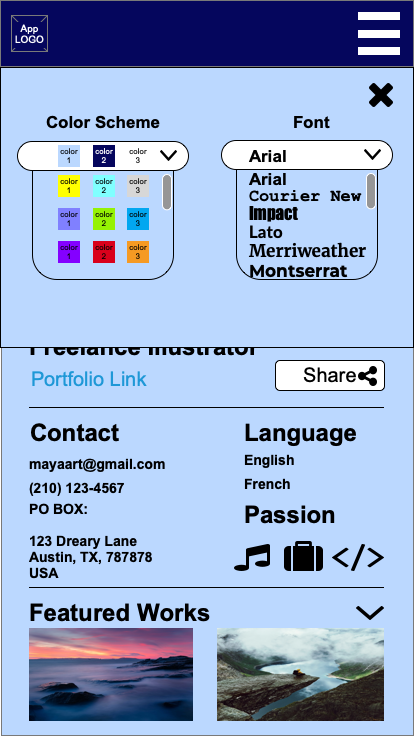 App
LOGO
Color Scheme
Font
color color color
1 2 3
Arial
color color color
1 2 3
color color color
1 2 3
color color color
1 2 3
Arial
Courier New
Impact
Lato
Merriweather
Montserrat
Freelance Illustrator
Portfolio Link
Share
Contact
mayaart@gmail.com
(210) 123-4567
PO BOX:
123 Dreary Lane
Austin, TX, 787878
USA
Language
English
French
Passion
Featured Works